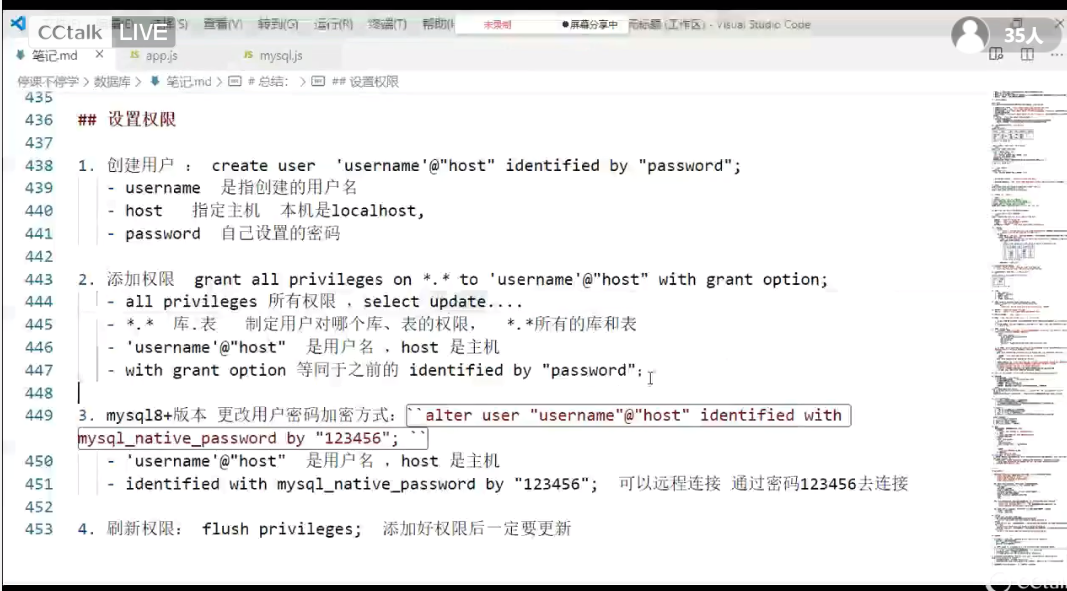 查看(V) 转到(G) 运行(R) 终端(T) 帮助 未录制 ●屏幕分享中 (工作区) - Visual Studio Code
CCtalk LIVE 35人
笔记.md × JS app.js JS mysql.js
停课不停学 > 数据库 > 笔记.md > # 总结： > ## 设置权限
435
436 ## 设置权限
437
438 1. 创建用户 ： create user 'username'@"host" identified by "password";
439 - username 是指创建的用户名
440 - host 指定主机 本机是localhost,
441 - password 自己设置的密码
442
443 2. 添加权限 grant all privileges on *.* to 'username'@"host" with grant option;
444 - all privileges 所有权限 ，select update....
445 - *.* 库.表 制定用户对哪个库、表的权限， *.*所有的库和表
446 - 'username'@"host" 是用户名 ，host 是主机
447 - with grant option 等同于之前的 identified by "password";
448
449 3. mysql8+版本 更改用户密码加密方式：``alter user "username"@"host" identified with
mysql_native_password by "123456"; ``
450 - 'username'@"host" 是用户名 ，host 是主机
451 - identified with mysql_native_password by "123456"; 可以远程连接 通过密码123456去连接
452
453 4. 刷新权限： flush privileges; 添加好权限后一定要更新